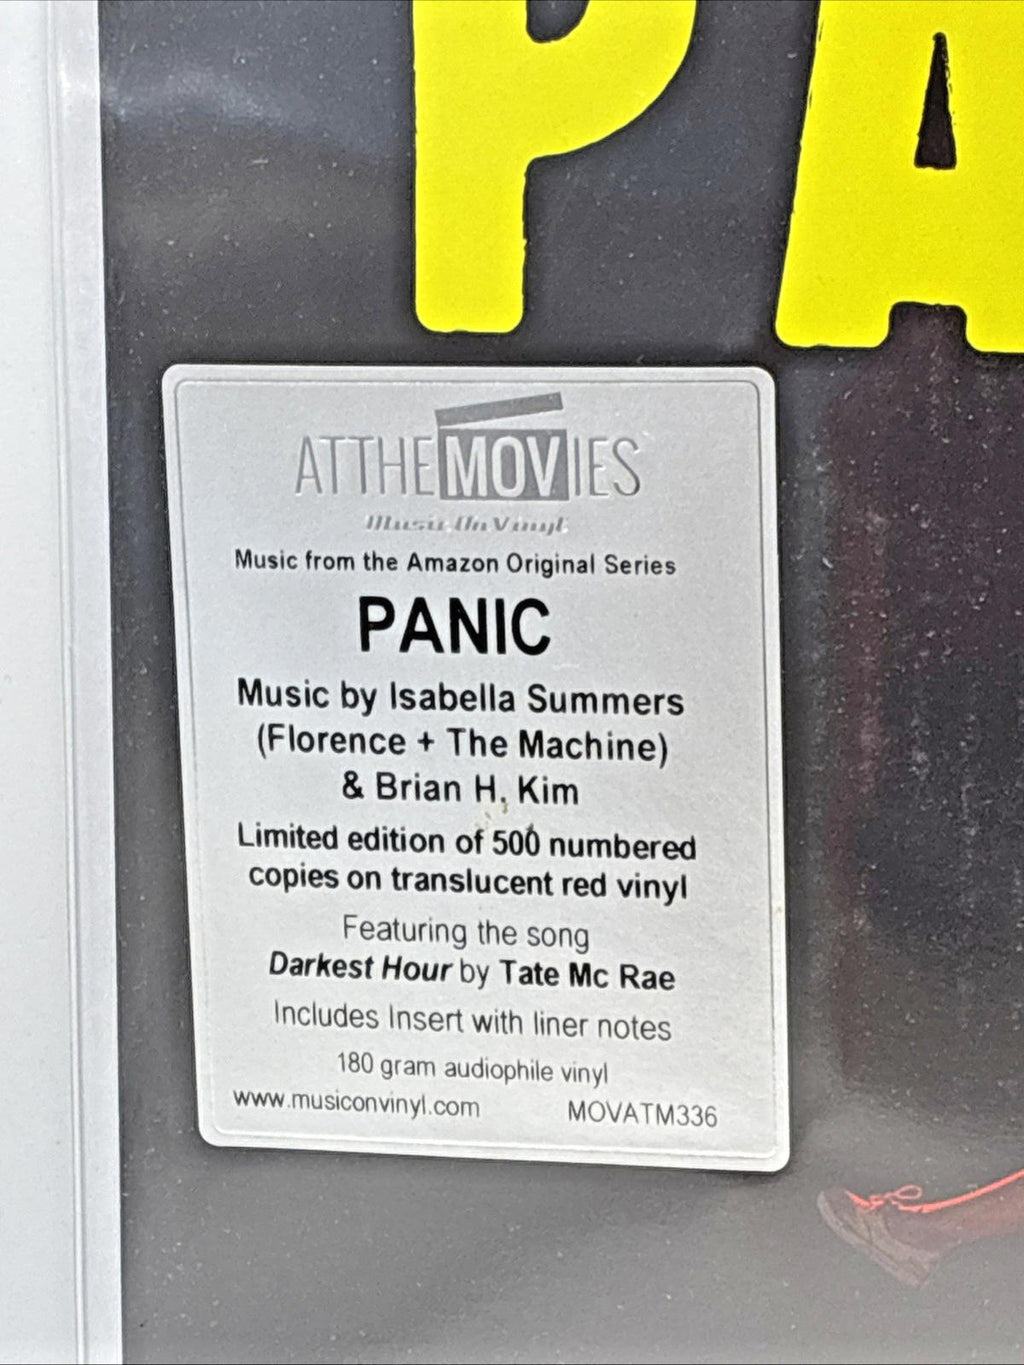 PA
ATTHEMOVIES
Music On Vinyl
Music from the Amazon Original Series
PANIC
Music by Isabella Summers
(Florence + The Machine)
& Brian H. Kim
Limited edition of 500 numbered
copies on translucent red vinyl
Featuring the song
Darkest Hour by Tate Mc Rae
Includes Insert with liner notes
180 gram audiophile vinyl
www.musiconvinyl.com MOVATM336